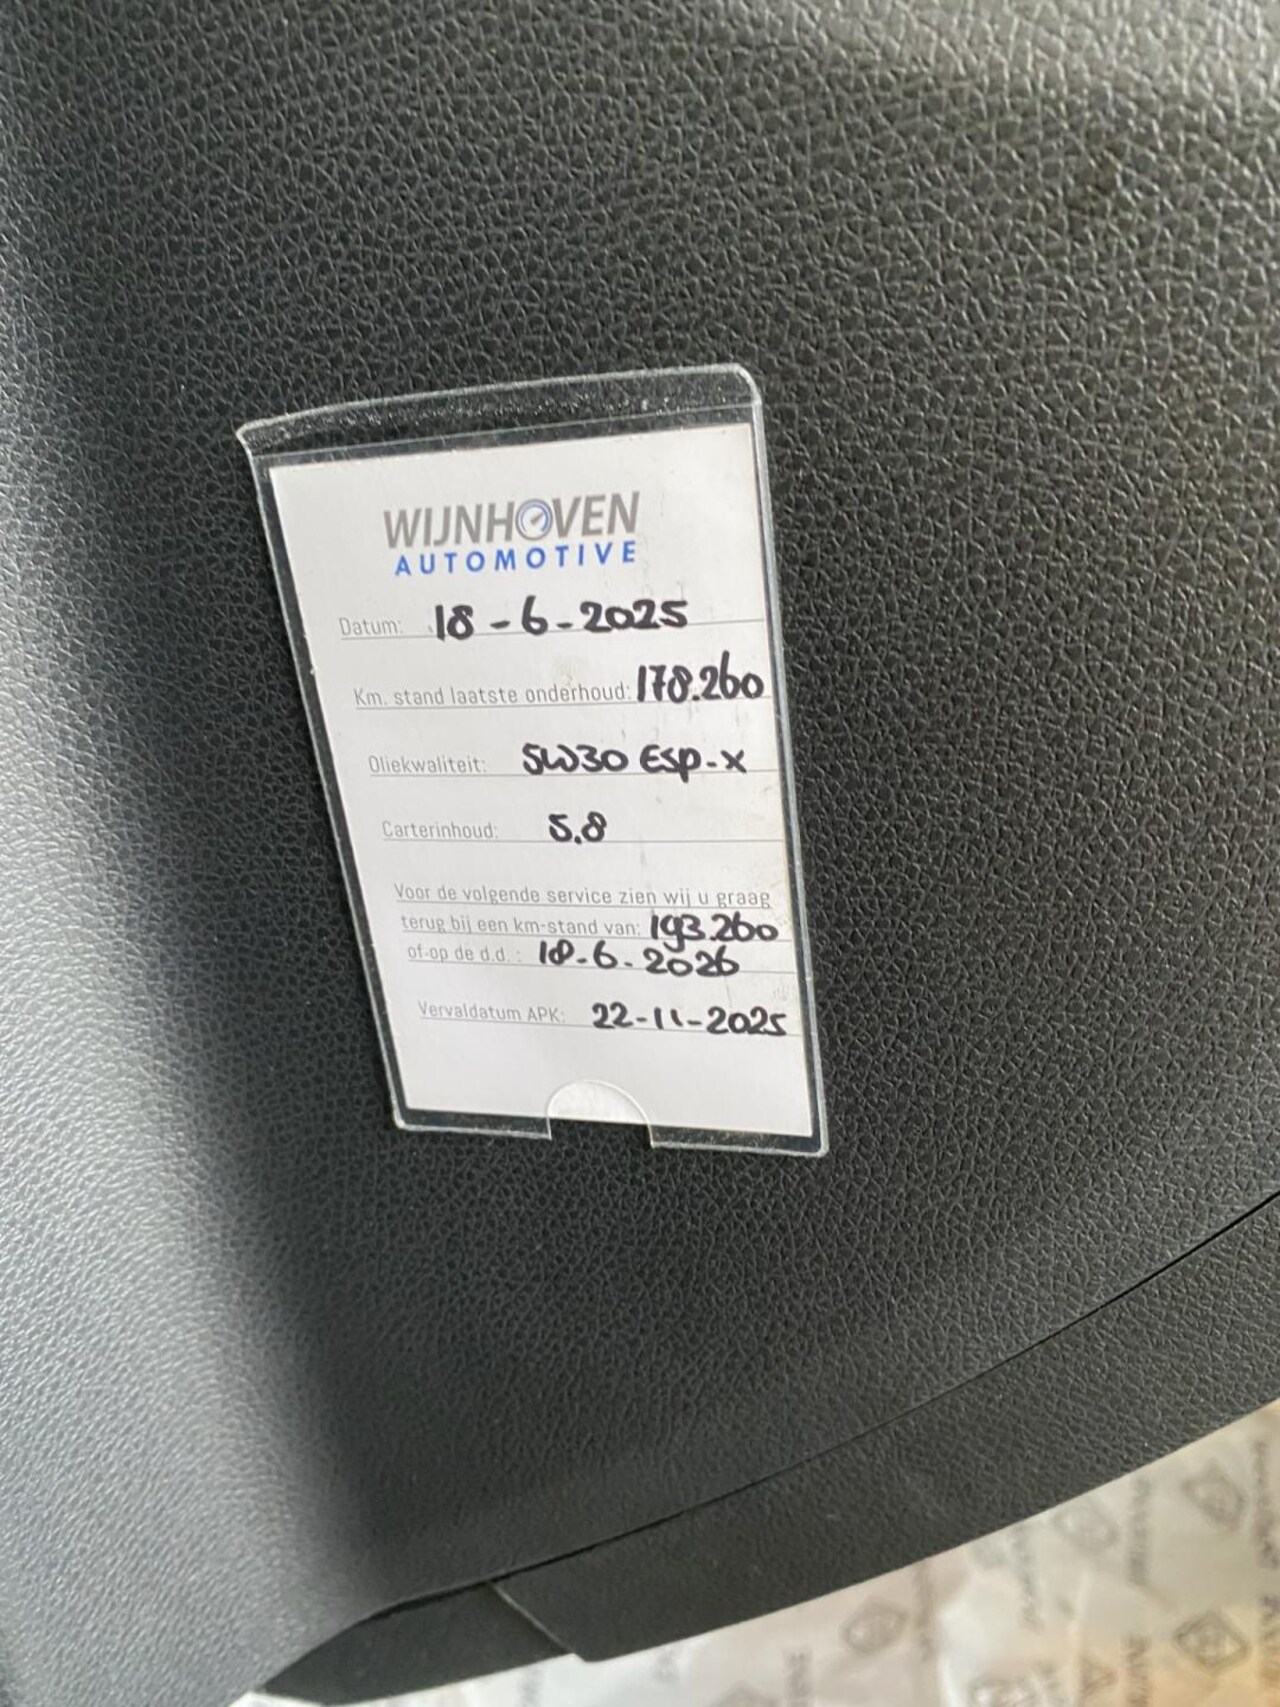 WIJNHOVEN
AUTOMOTIVE
Datum: 18-6-2025
Km. stand laatste onderhoud: 178.260
Oliekwaliteit: 5W30 ESP-X
Carterinhoud: 5.8
Voor de volgende service zien wij u graag
terug bij een km-stand van: 193.260
of op de d.d. : 18-6-2026
Vervaldatum APK: 22-11-2025